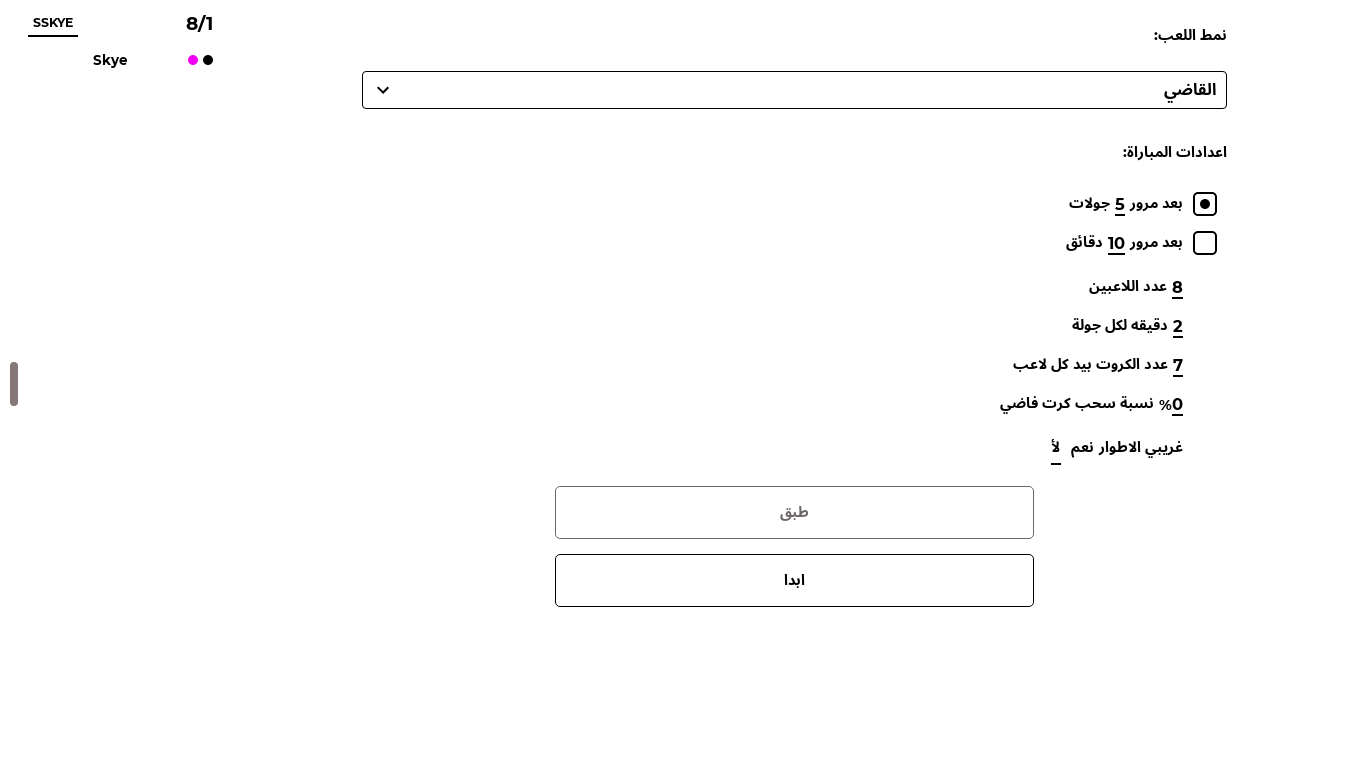 نمط اللعب:
القاضي
اعدادات المباراة:
بعد مرور 5 جولات
بعد مرور 10 دقائق
8 عدد اللاعبين
2 دقيقه لكل جولة
7 عدد الكروت بيد كل لاعب
0% نسبة سحب كرت فاضي
غريبي الاطوار نعم لأ
طبق
ابدا
8/1 SSKYE
Skye